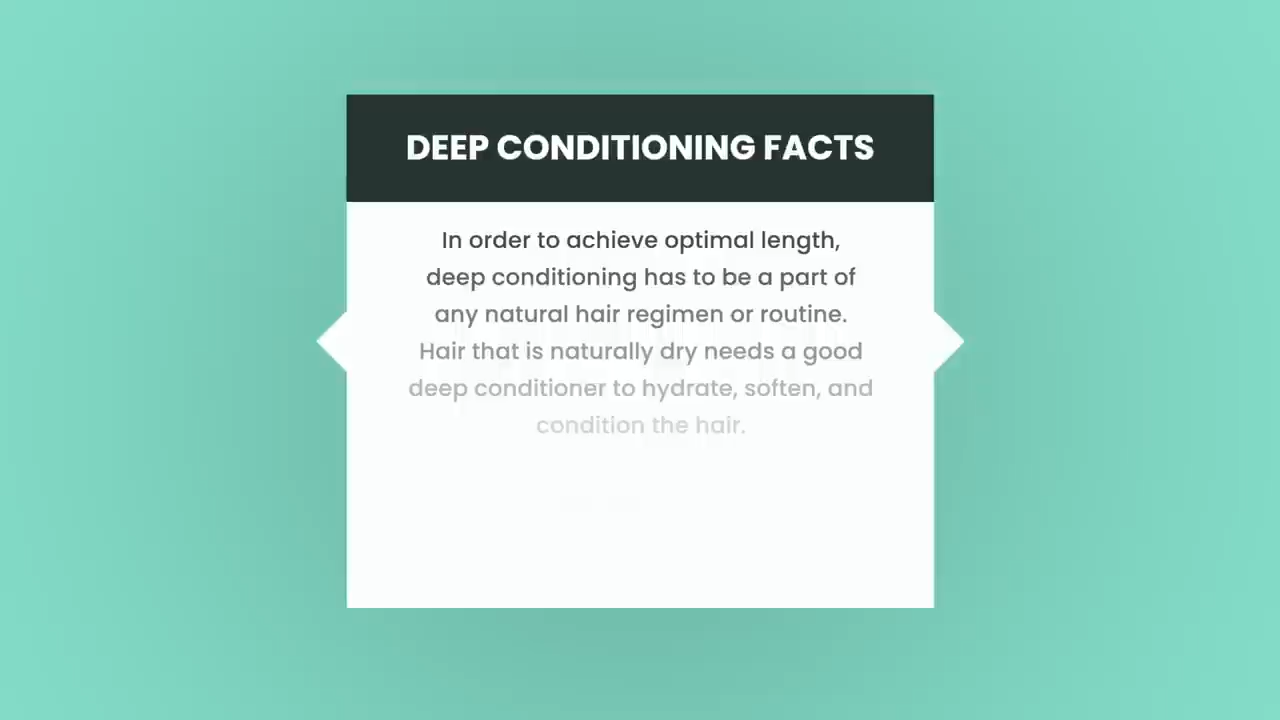 DEEP CONDITIONING FACTS
In order to achieve optimal length,
deep conditioning has to be a part of
any natural hair regimen or routine.
Hair that is naturally dry needs a good
deep conditioner to hydrate, soften, and
condition the hair.